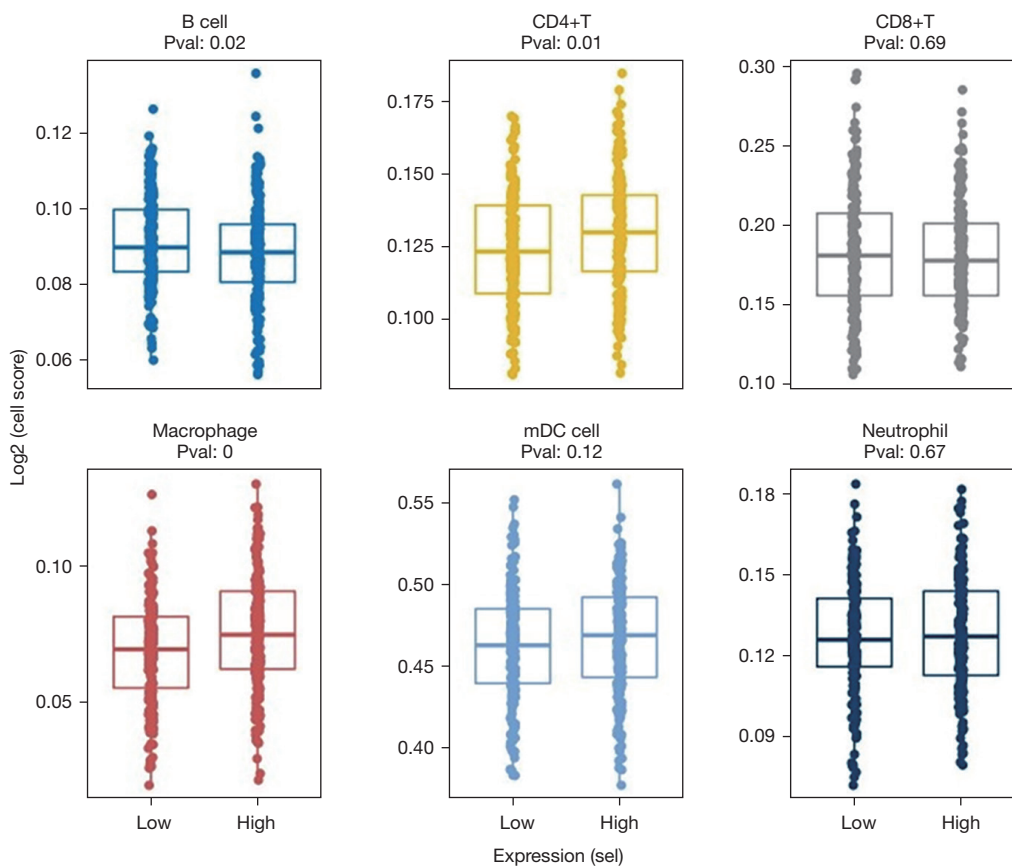 B cell
Pval: 0.02
CD4+T
Pval: 0.01
CD8+T
Pval: 0.69
0.12
0.10
0.08
0.06
0.175
0.150
0.125
0.100
0.30
0.25
0.20
0.15
0.10
Log2 (cell score)
Macrophage
Pval: 0
mDC cell
Pval: 0.12
Neutrophil
Pval: 0.67
0.10
0.05
0.55
0.50
0.45
0.40
0.18
0.15
0.12
0.09
Low High Low High Low High
Expression (sel)